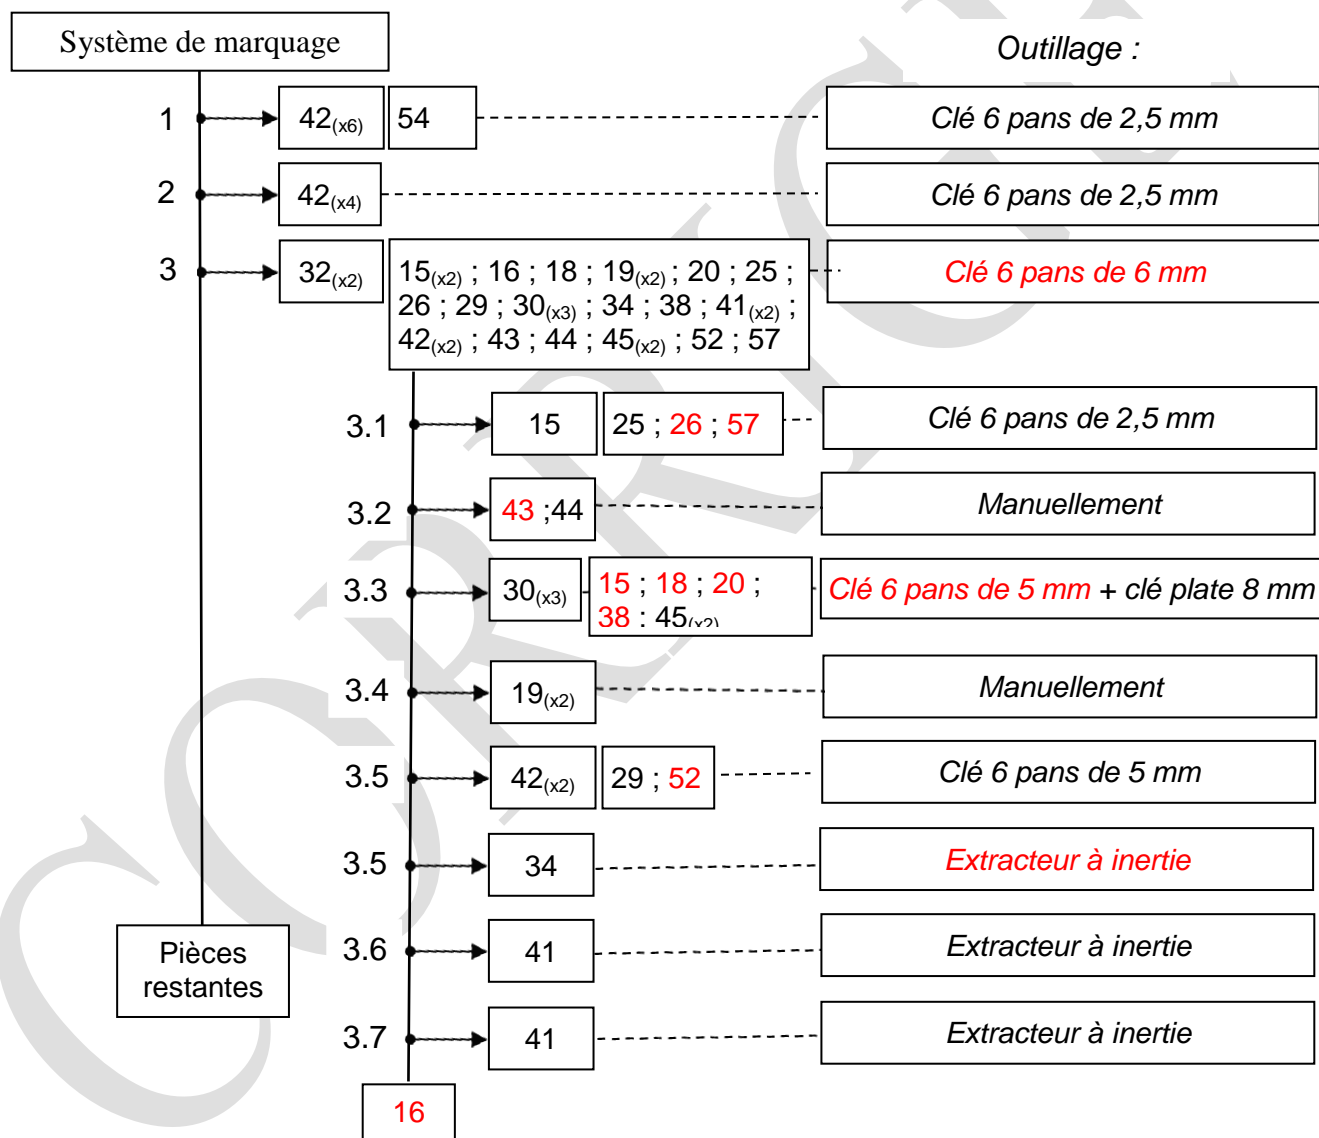 Système de marquage
Outillage :
1 42(x6) 54 Clé 6 pans de 2,5 mm
2 42(x4) Clé 6 pans de 2,5 mm
3 32(x2) 15(x2) ; 16 ; 18 ; 19(x2) ; 20 ; 25 ; Clé 6 pans de 6 mm
26 ; 29 ; 30(x3) ; 34 ; 38 ; 41(x2) ;
42(x2) ; 43 ; 44 ; 45(x2) ; 52 ; 57
3.1 15 25 ; 26 ; 57 Clé 6 pans de 2,5 mm
3.2 43 ;44 Manuellement
3.3 30(x3) 15 ; 18 ; 20 ; Clé 6 pans de 5 mm + clé plate 8 mm
38 ; 45(x2)
3.4 19(x2) Manuellement
3.5 42(x2) 29 ; 52 Clé 6 pans de 5 mm
3.5 34 Extracteur à inertie
Pièces
restantes
3.6 41 Extracteur à inertie
3.7 41 Extracteur à inertie
16
CORRIGE